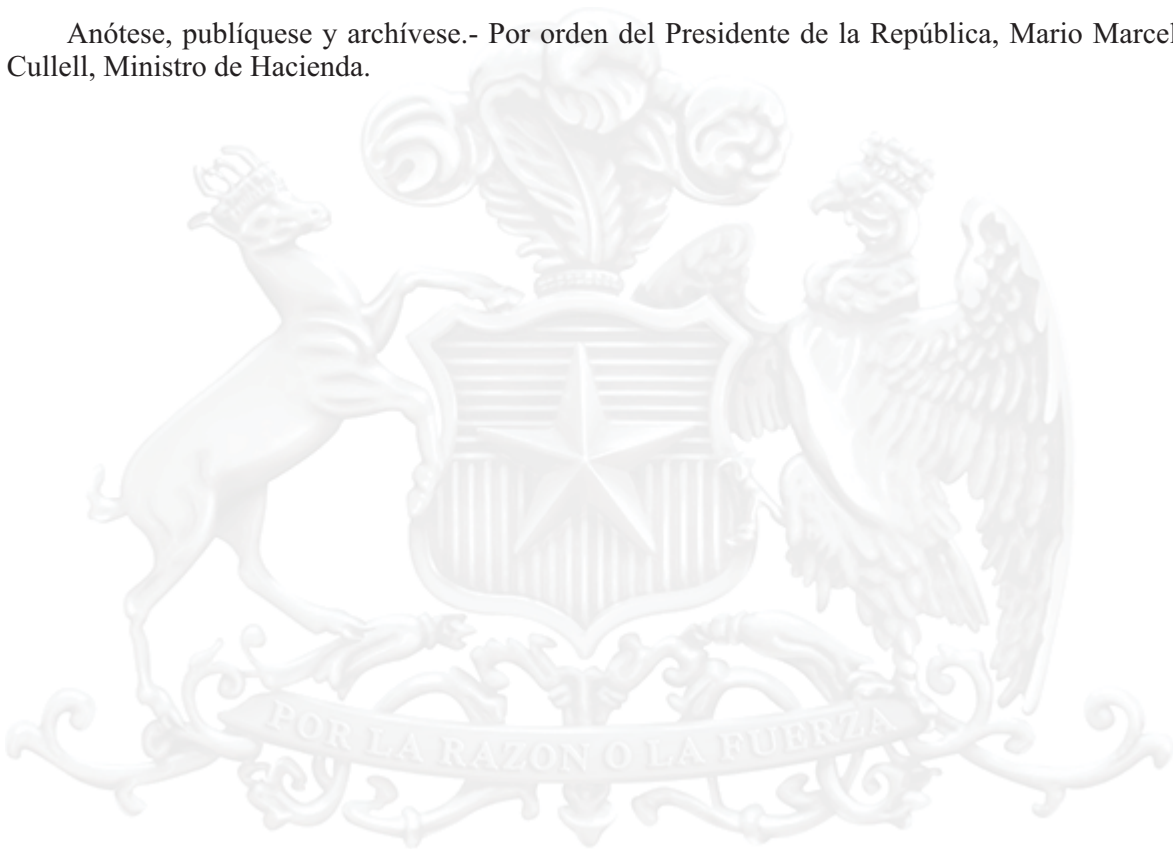 Anótese, publíquese y archívese.- Por orden del Presidente de la República, Mario Marcel
Cullell, Ministro de Hacienda.
POR LA RAZON O LA FUERZA